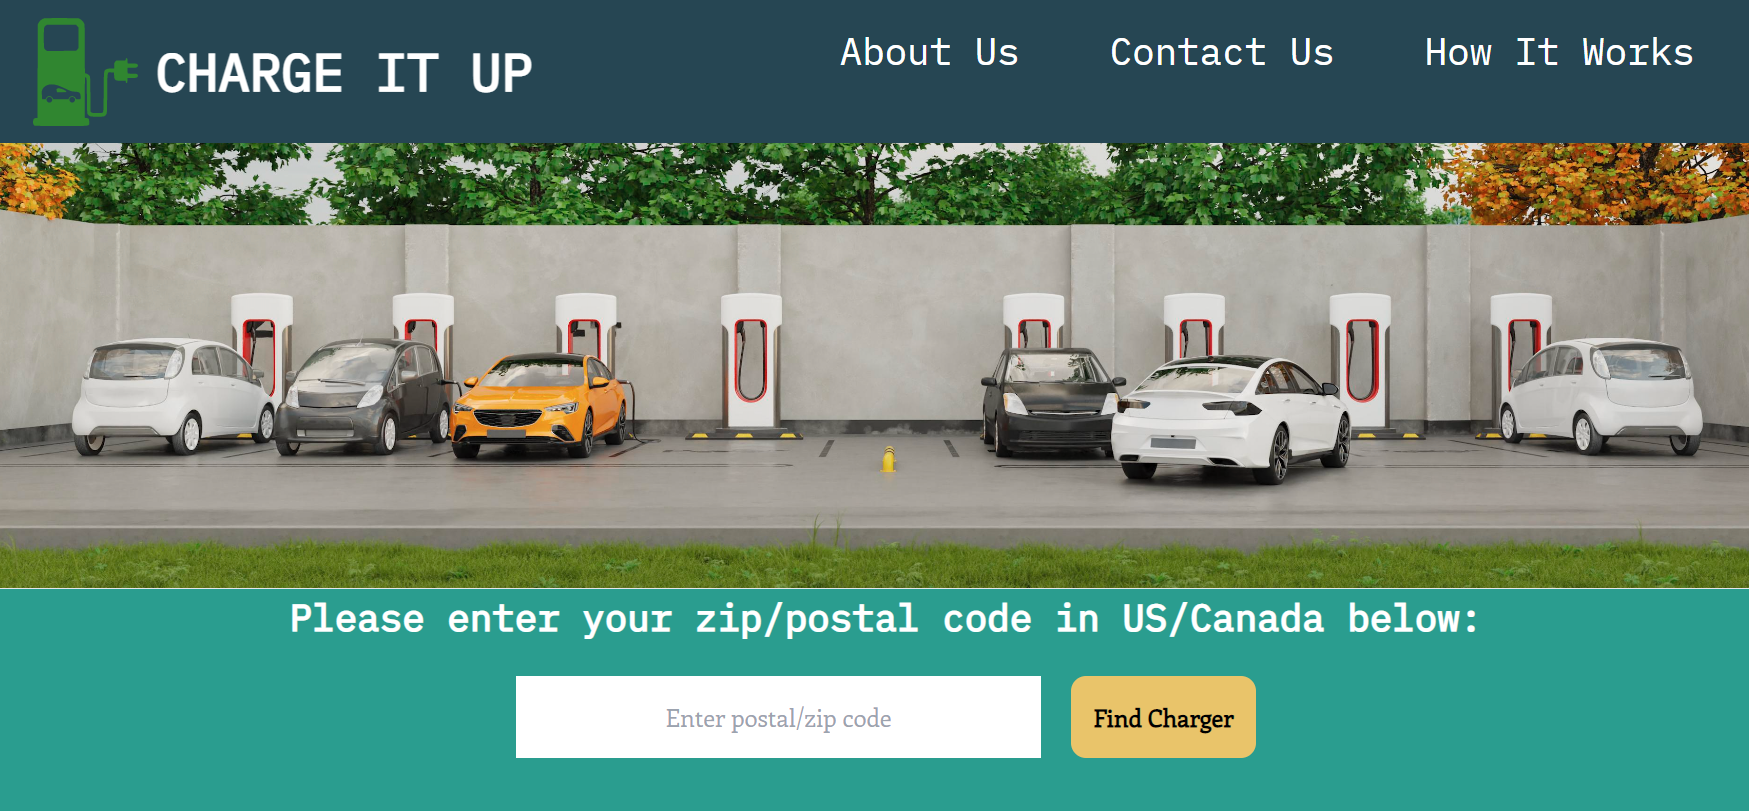 CHARGE IT UP
About Us
Contact Us
How It Works
Please enter your zip/postal code in US/Canada below:
Enter postal/zip code
Find Charger